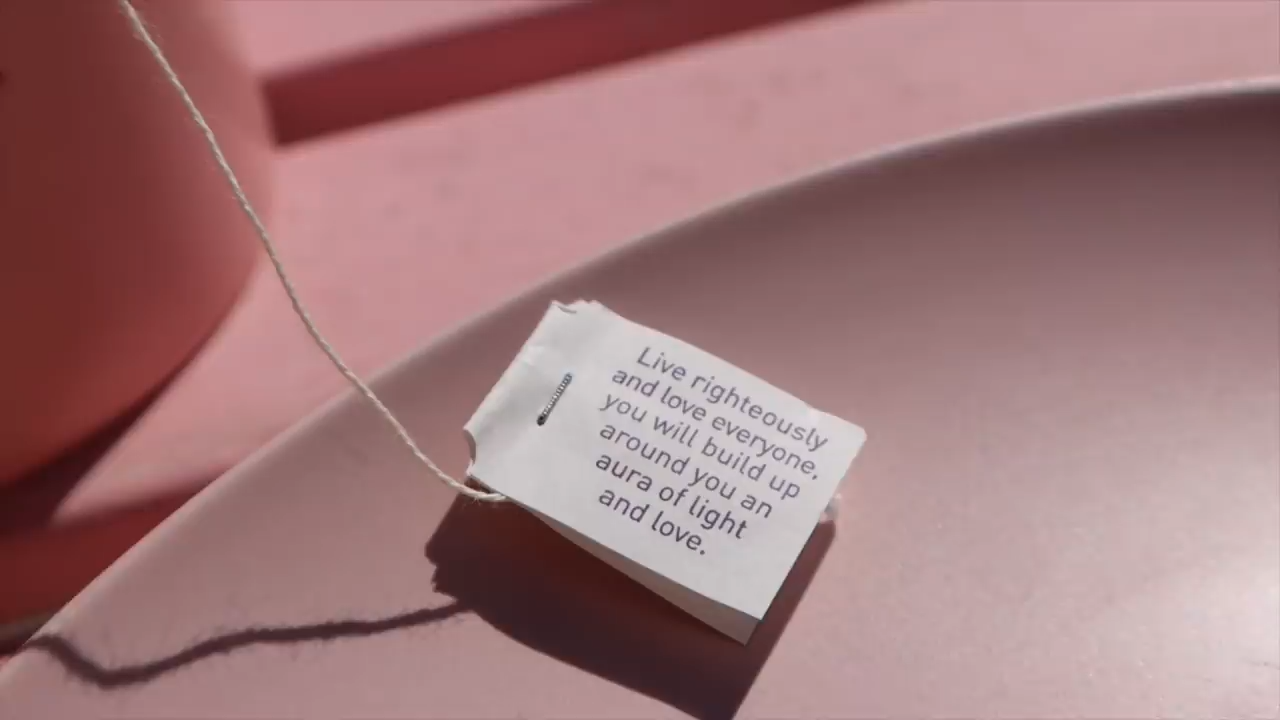 Live righteously
and love everyone,
you will build up
around you an
aura of light
and love.